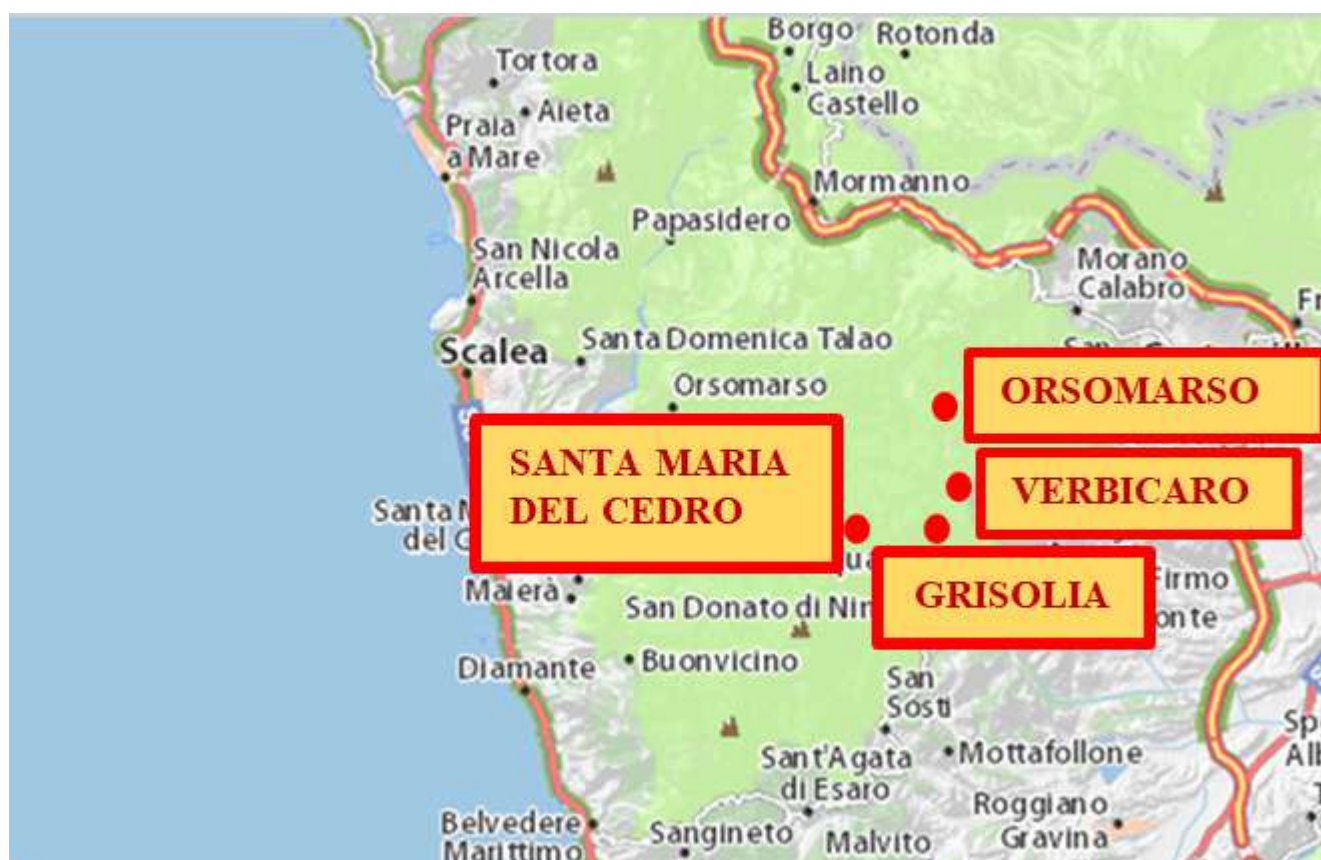 Borgo
Rotonda
Tortora
Laino
Castello
Aieta
Praia
a Mare
Mormanno
Papasidero
San Nicola
Arcella
Morano
Calabro
Scalea
Santa Domenica Talao
Orsomarso
ORSOMARSO
SANTA MARIA
DEL CEDRO
VERBICARO
Santa
GRISOLIA
Firmo
Maierà
San Donato di
Buonvicino
Diamante
San
Sosti
Mottafollone
Sant'Agata
di Esaro
Roggiano
Gravina
Belvedere
Marittimo
Sangineto
Malvito